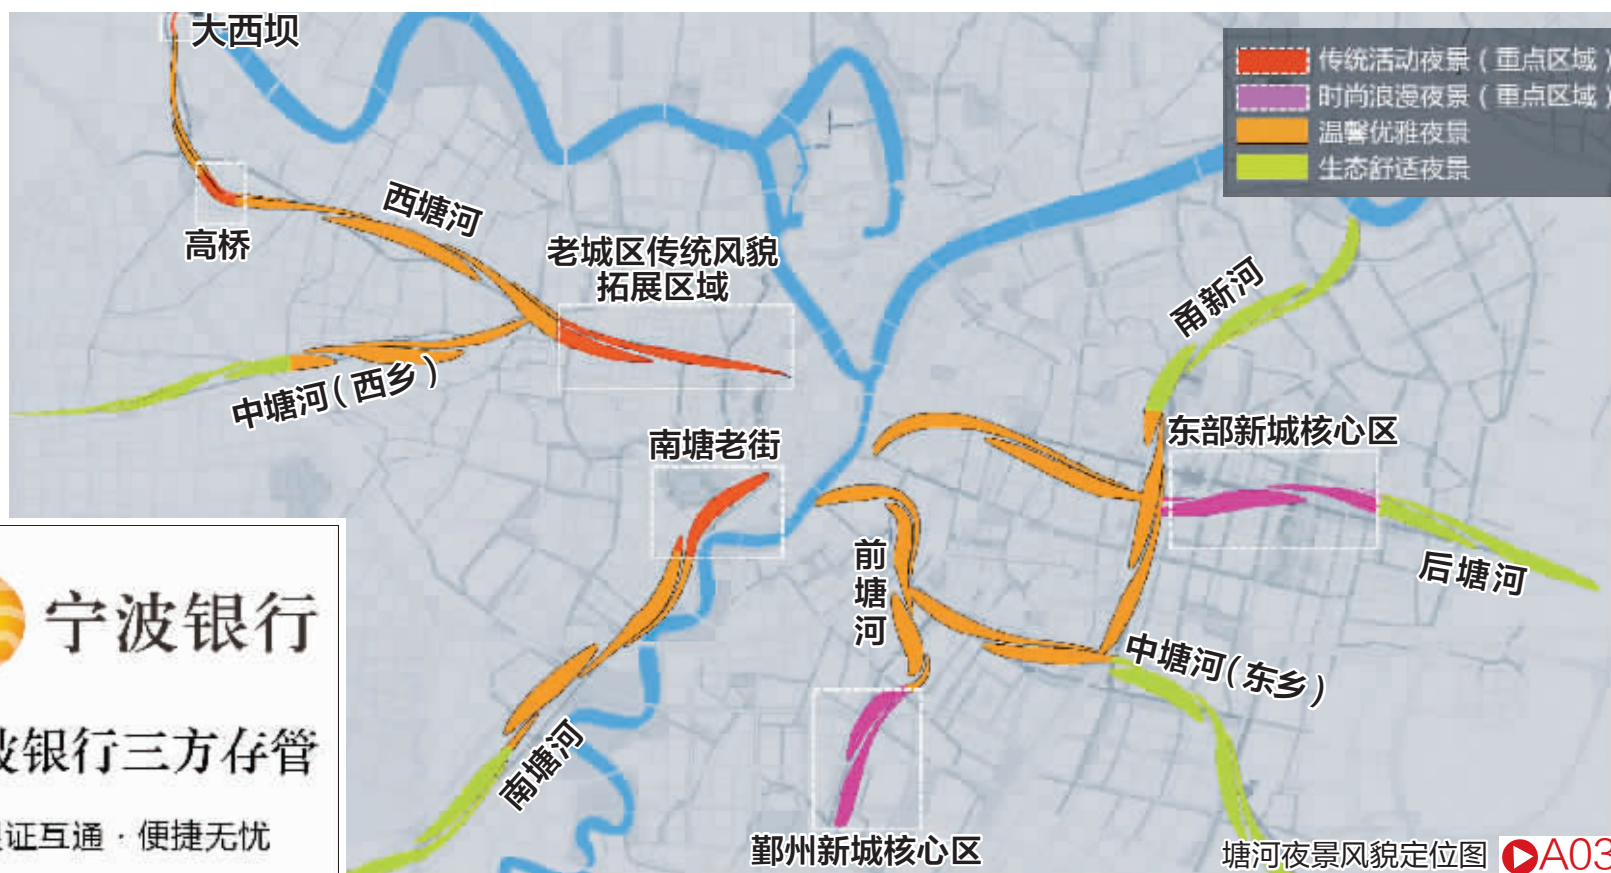 大西坝
传统活动夜景（重点区域）
时尚浪漫夜景（重点区域）
温馨优雅夜景
生态舒适夜景
西塘河
高桥
老城区传统风貌
拓展区域
甬新河
中塘河（西乡）
南塘老街
东部新城核心区
前塘河
后塘河
中塘河（东乡）
南塘河
鄞州新城核心区
宁波银行
银行三方存管
证互通·便捷无忧
塘河夜景风貌定位图
A03